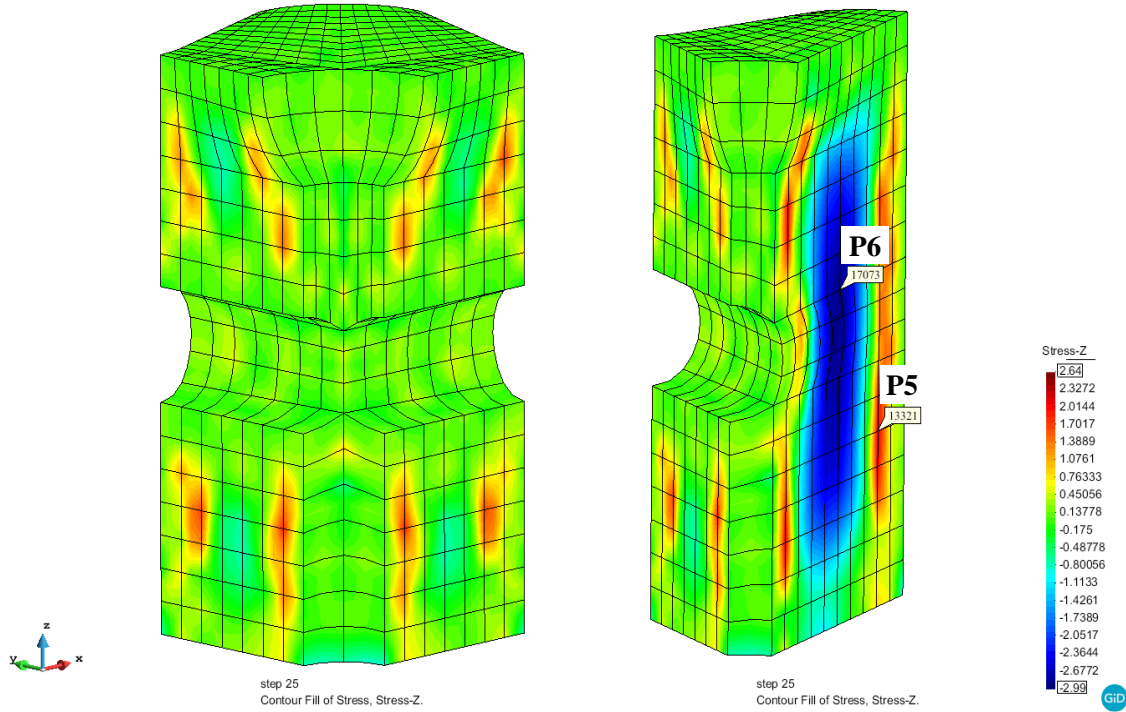 P6
17073
P5
13321
Stress-Z
2.64
2.3272
2.0144
1.7017
1.3889
1.0761
0.76333
0.45056
0.13778
-0.175
-0.48778
-0.80056
-1.1133
-1.4261
-1.7389
-2.0517
-2.3644
-2.6772
-2.99
z
y
x
step 25
Contour Fill of Stress, Stress-Z.
step 25
Contour Fill of Stress, Stress-Z.
GiD